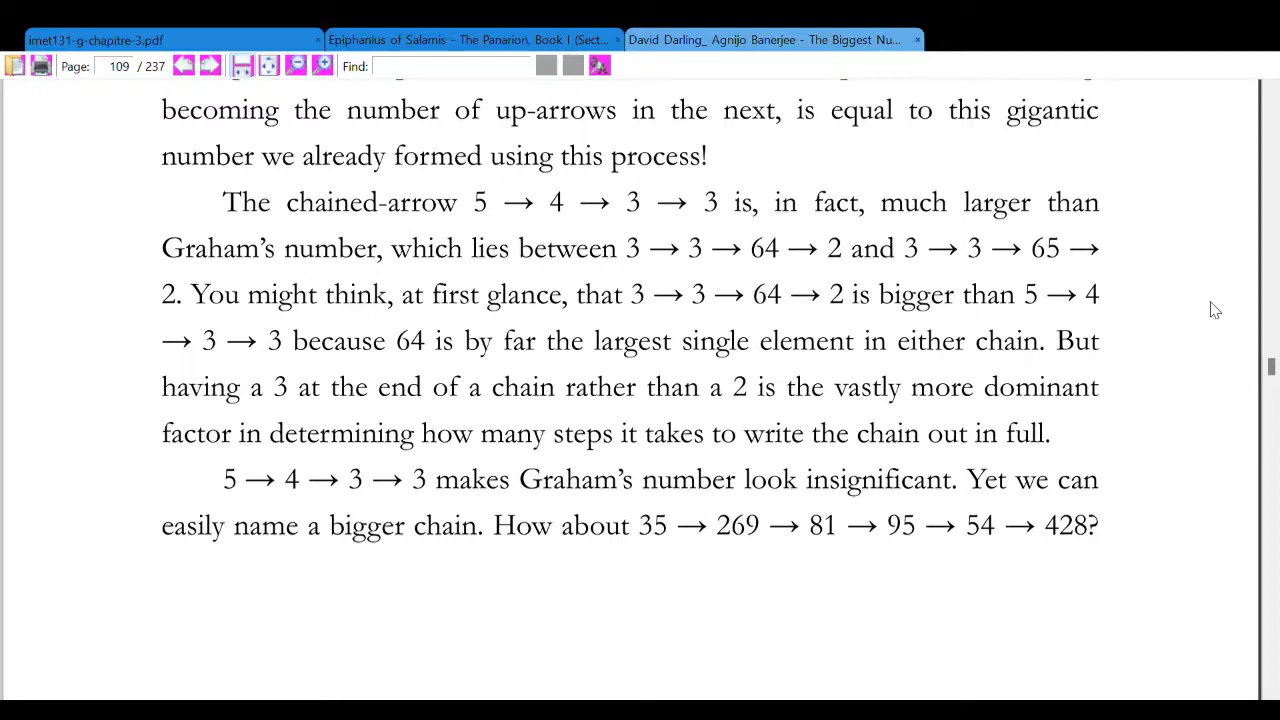 imet131-g-chapitre-3.pdf × Epiphanius of Salamis - The Panarion, Book I (Sect... × David Darling_ Agnijo Banerjee - The Biggest Nu... ×
Page: 109 / 237 Find:
becoming the number of up-arrows in the next, is equal to this gigantic
number we already formed using this process!
The chained-arrow 5 → 4 → 3 → 3 is, in fact, much larger than
Graham’s number, which lies between 3 → 3 → 64 → 2 and 3 → 3 → 65 →
2. You might think, at first glance, that 3 → 3 → 64 → 2 is bigger than 5 → 4
→ 3 → 3 because 64 is by far the largest single element in either chain. But
having a 3 at the end of a chain rather than a 2 is the vastly more dominant
factor in determining how many steps it takes to write the chain out in full.
5 → 4 → 3 → 3 makes Graham’s number look insignificant. Yet we can
easily name a bigger chain. How about 35 → 269 → 81 → 95 → 54 → 428?